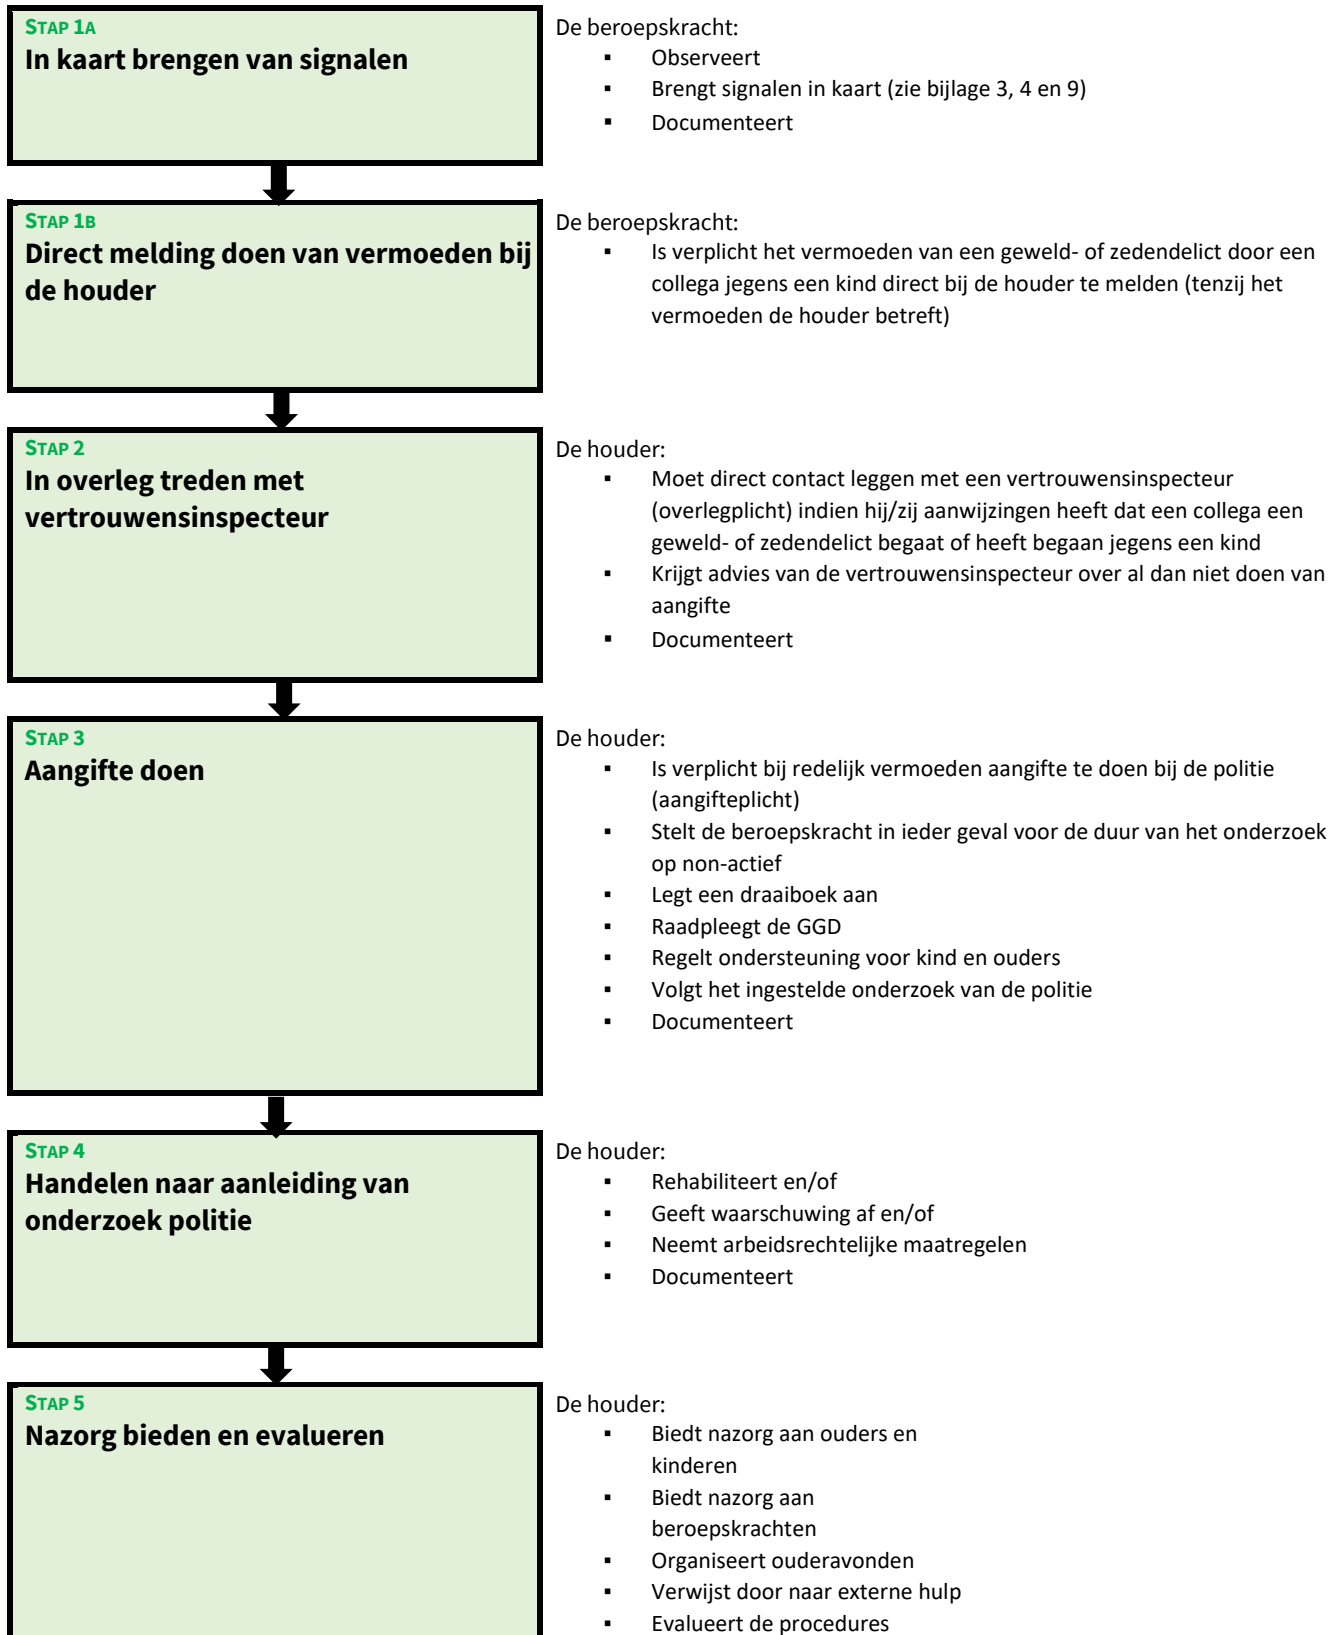 STAP 1A
In kaart brengen van signalen
De beroepskracht:
▪ Observeert
▪ Brengt signalen in kaart (zie bijlage 3, 4 en 9)
▪ Documenteert
STAP 1B
Direct melding doen van vermoeden bij
de houder
De beroepskracht:
▪ Is verplicht het vermoeden van een geweld- of zedendelict door een
collega jegens een kind direct bij de houder te melden (tenzij het
vermoeden de houder betreft)
STAP 2
In overleg treden met
vertrouwensinspecteur
De houder:
▪ Moet direct contact leggen met een vertrouwensinspecteur
(overlegplicht) indien hij/zij aanwijzingen heeft dat een collega een
geweld- of zedendelict begaat of heeft begaan jegens een kind
▪ Krijgt advies van de vertrouwensinspecteur over al dan niet doen van
aangifte
▪ Documenteert
STAP 3
Aangifte doen
De houder:
▪ Is verplicht bij redelijk vermoeden aangifte te doen bij de politie
(aangifteplicht)
▪ Stelt de beroepskracht in ieder geval voor de duur van het onderzoek
op non-actief
▪ Legt een draaiboek aan
▪ Raadpleegt de GGD
▪ Regelt ondersteuning voor kind en ouders
▪ Volgt het ingestelde onderzoek van de politie
▪ Documenteert
STAP 4
Handelen naar aanleiding van
onderzoek politie
De houder:
▪ Rehabiliteert en/of
▪ Geeft waarschuwing af en/of
▪ Neemt arbeidsrechtelijke maatregelen
▪ Documenteert
STAP 5
Nazorg bieden en evalueren
De houder:
▪ Biedt nazorg aan ouders en
kinderen
▪ Biedt nazorg aan
beroepskrachten
▪ Organiseert ouderavonden
▪ Verwijst door naar externe hulp
▪ Evalueert de procedures